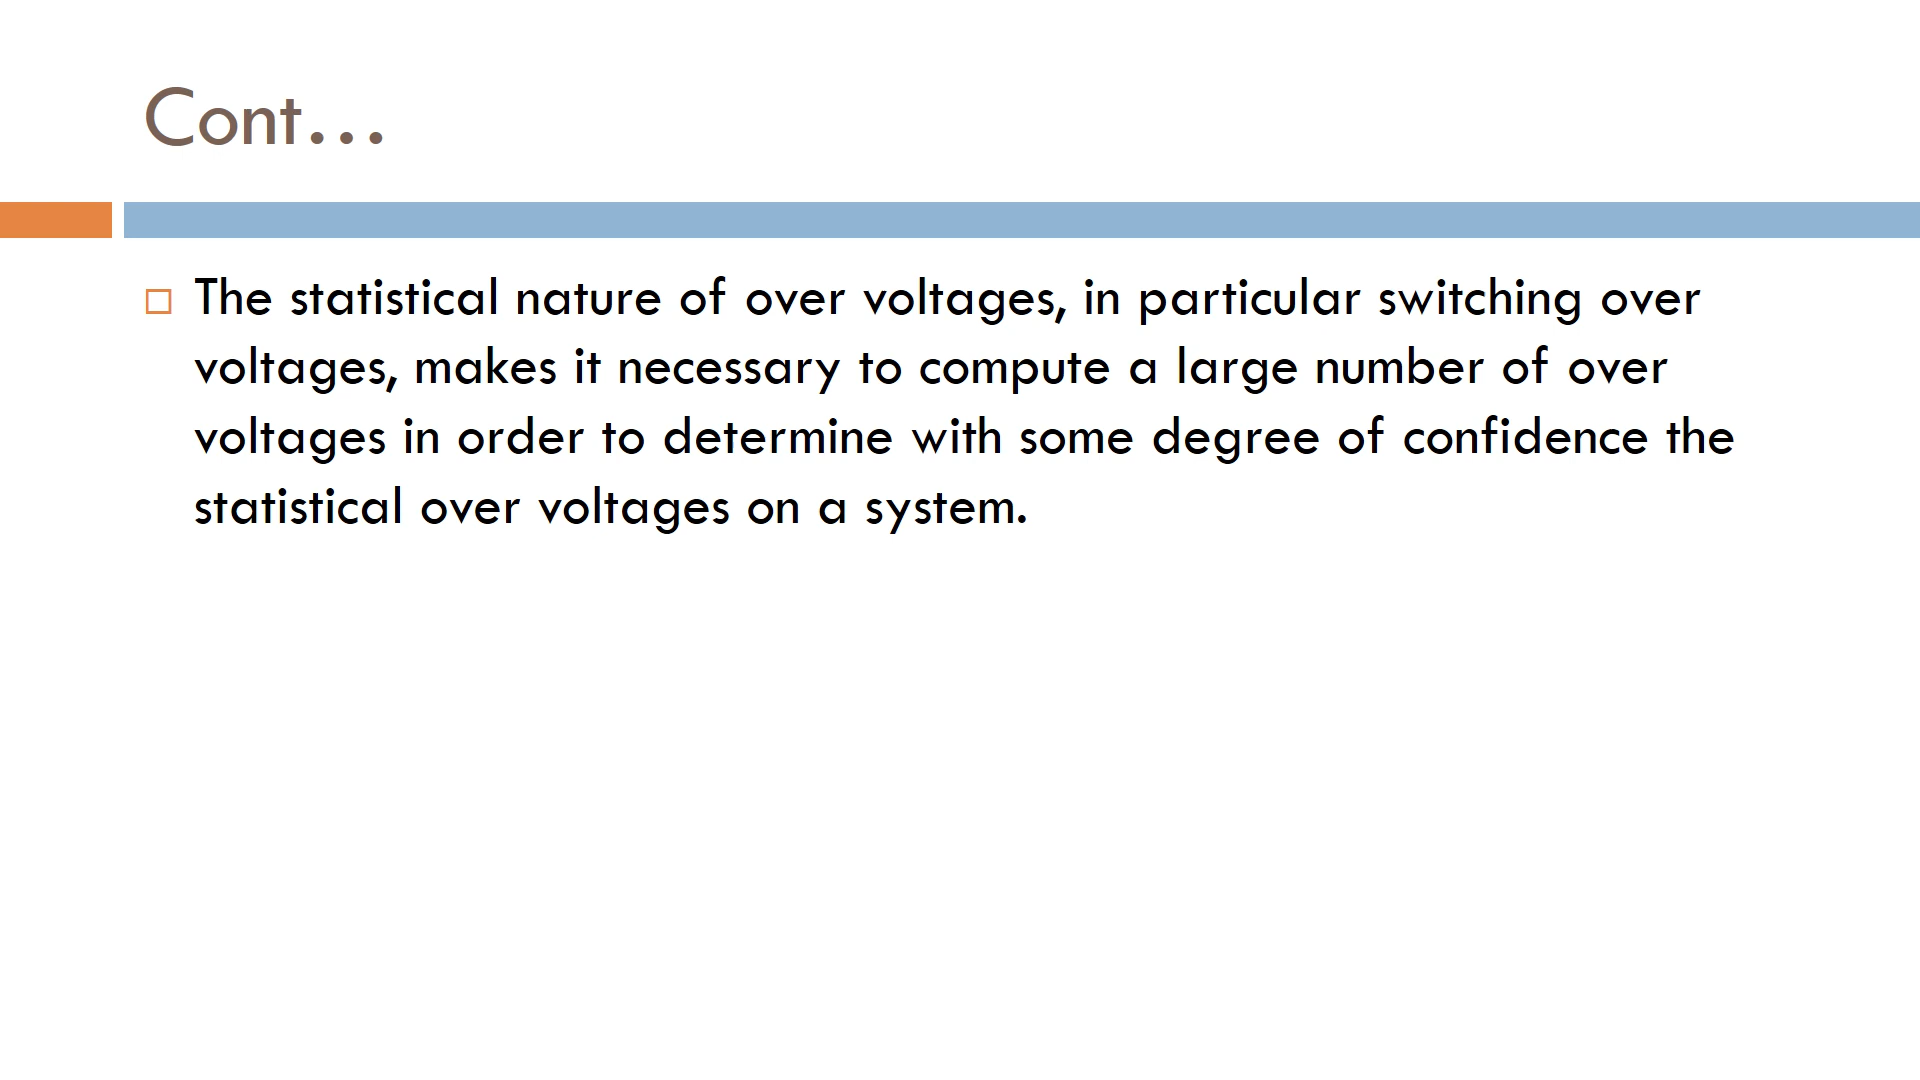 Cont...
The statistical nature of over voltages, in particular switching over
voltages, makes it necessary to compute a large number of over
voltages in order to determine with some degree of confidence the
statistical over voltages on a system.